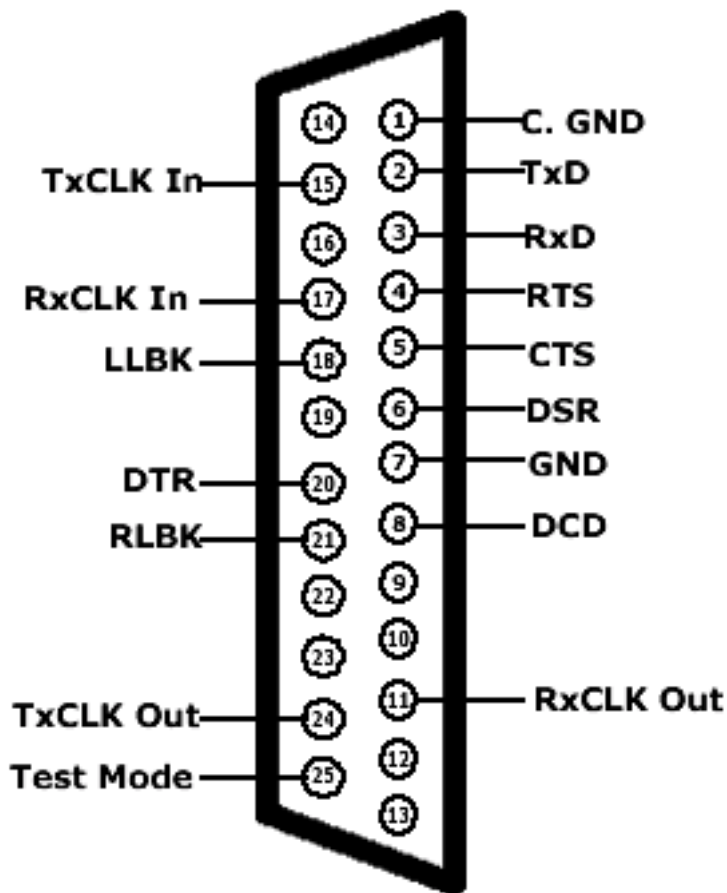 14 1 C. GND
TxCLK In 15 2 TxD
16 3 RxD
RxCLK In 17 4 RTS
LLBK 18 5 CTS
19 6 DSR
7 GND
DTR 20
RLBK 21 8 DCD
22 9
23 10
TxCLK Out 24 11 RxCLK Out
Test Mode 25 12
13